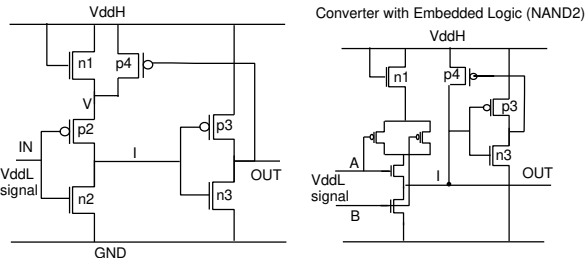 VddH
n1
p4
V
p2
p3
IN
I
VddL
signal
n2
n3
OUT
GND
Converter with Embedded Logic (NAND2)
VddH
n1
p4
p3
n3
A
I
OUT
VddL
signal
B